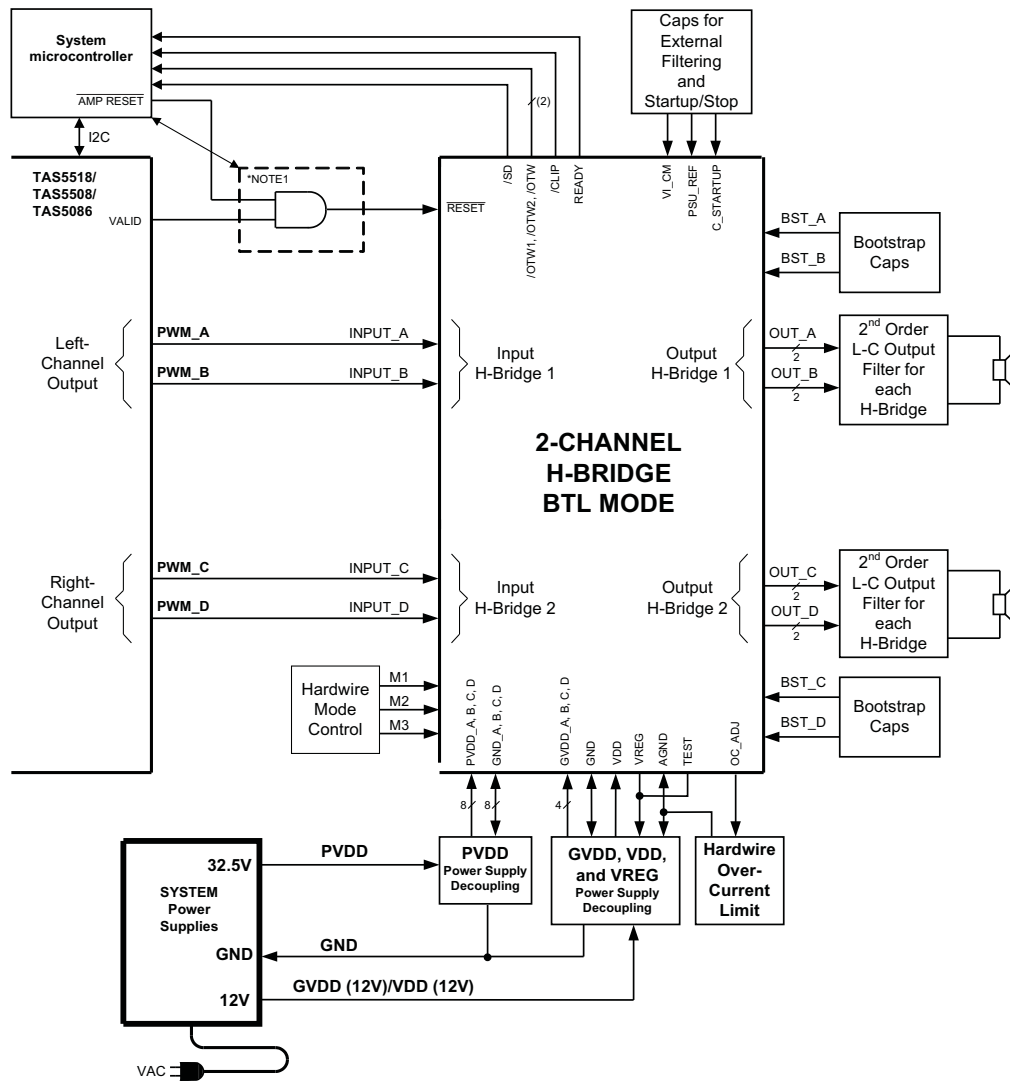 System
microcontroller
AMP RESET
I2C
TAS5518/
TAS5508/
TAS5086
VALID
*NOTE1
RESET
/SD
/OTW1, /OTW2, /OTW
(2)
/CLIP
READY
Caps for
External
Filtering
and
Startup/Stop
VI_CM
PSU_REF
C_STARTUP
BST_A
BST_B
Bootstrap
Caps
Left-
Channel
Output
PWM_A
INPUT_A
PWM_B
INPUT_B
Input
H-Bridge 1
Output
H-Bridge 1
OUT_A
2
OUT_B
2
2nd Order
L-C Output
Filter for
each
H-Bridge
2-CHANNEL
H-BRIDGE
BTL MODE
Right-
Channel
Output
PWM_C
INPUT_C
PWM_D
INPUT_D
Input
H-Bridge 2
Output
H-Bridge 2
OUT_C
2
OUT_D
2
2nd Order
L-C Output
Filter for
each
H-Bridge
Hardwire
Mode
Control
M1
M2
M3
PVDD_A, B, C, D
GND_A, B, C, D
GVDD_A, B, C, D
GND
VDD
VREG
AGND
TEST
OC_ADJ
BST_C
BST_D
Bootstrap
Caps
8
8
4
32.5V
SYSTEM
Power
Supplies
GND
12V
PVDD
PVDD
Power Supply
Decoupling
GVDD, VDD,
and VREG
Power Supply
Decoupling
Hardwire
Over-
Current
Limit
GND
GVDD (12V)/VDD (12V)
VAC